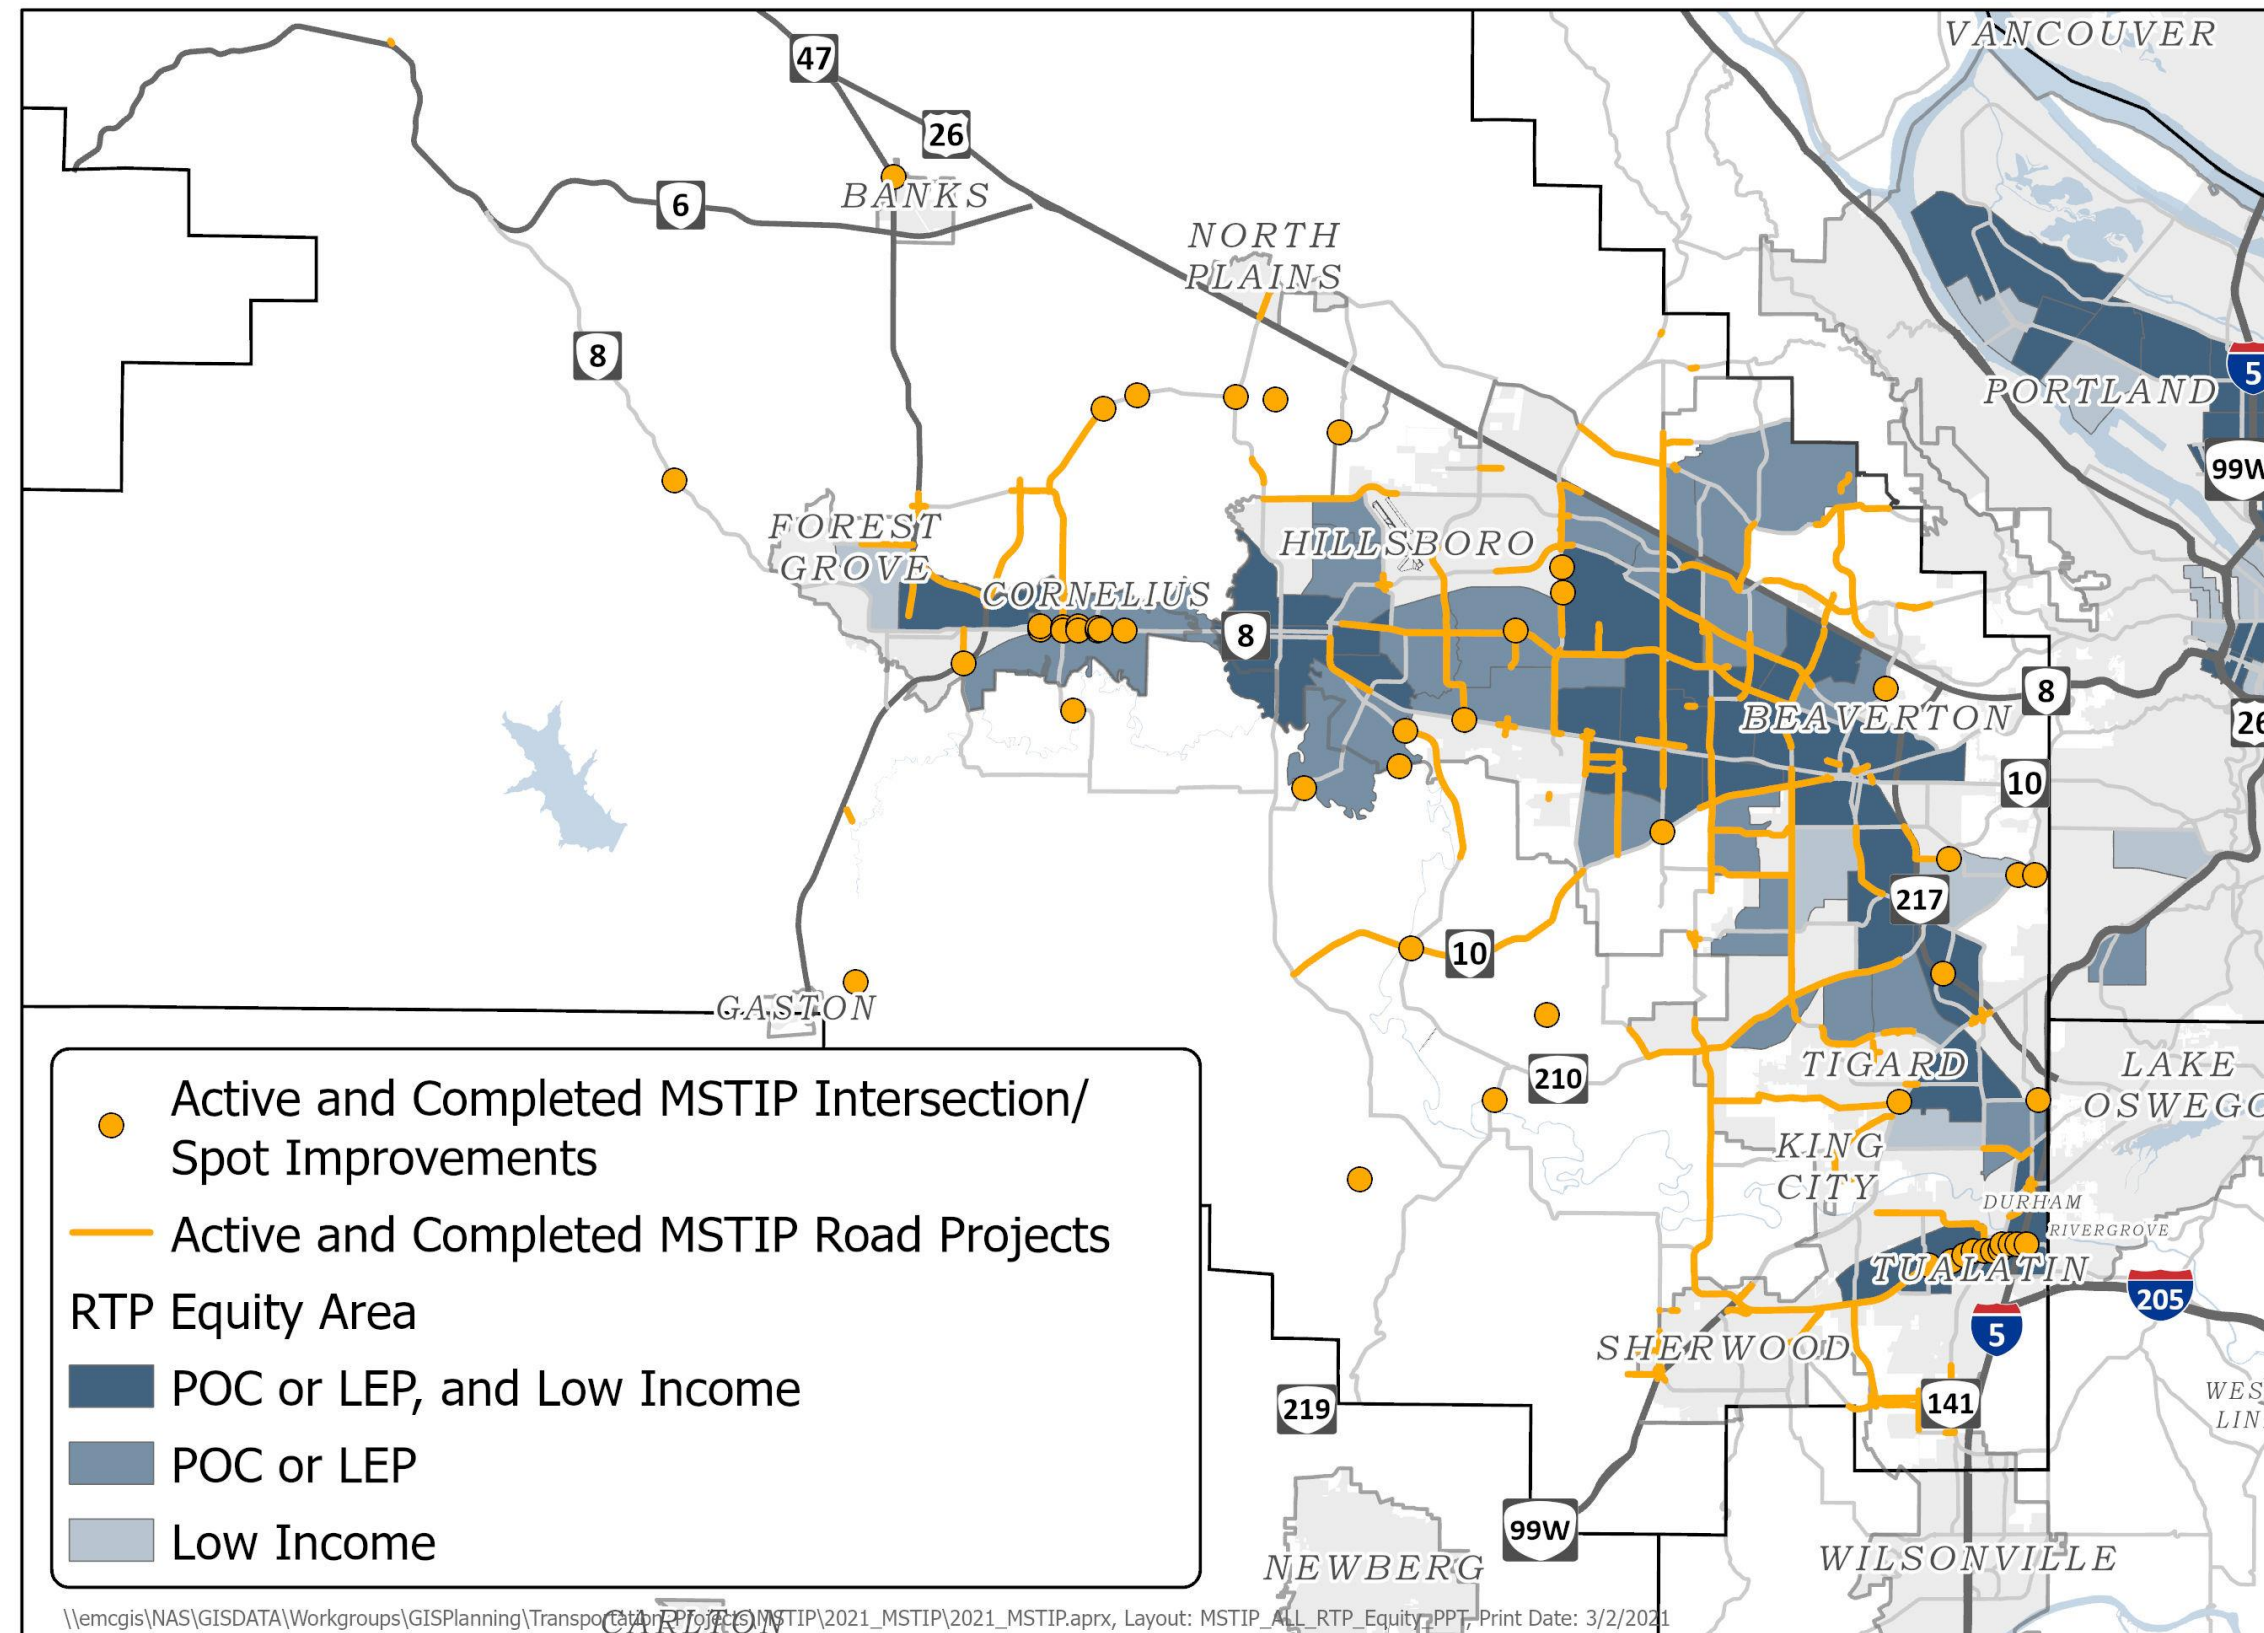 VANCOUVER
47
26
BANKS
6
NORTH
PLAINS
8
5
PORTLAND
99W
FOREST
GROVE
HILLSBORO
CORNELIUS
8
8
BEAVERTON
26
10
217
10
GASTON
210
TIGARD
LAKE
OSWEGO
KING
CITY
DURHAM
RIVERGROVE
TUALATIN
205
5
SHERWOOD
141
219
WES
LIN
99W
NEWBERG
WILSONVILLE
CARLTON
Active and Completed MSTIP Intersection/
Spot Improvements
Active and Completed MSTIP Road Projects
RTP Equity Area
POC or LEP, and Low Income
POC or LEP
Low Income
\\emcgis\NAS\GISDATA\Workgroups\GISPlanning\Transportation_Projects\MSTIP\2021_MSTIP\2021_MSTIP.aprx, Layout: MSTIP_ALL_RTP_Equity_PPT, Print Date: 3/2/2021